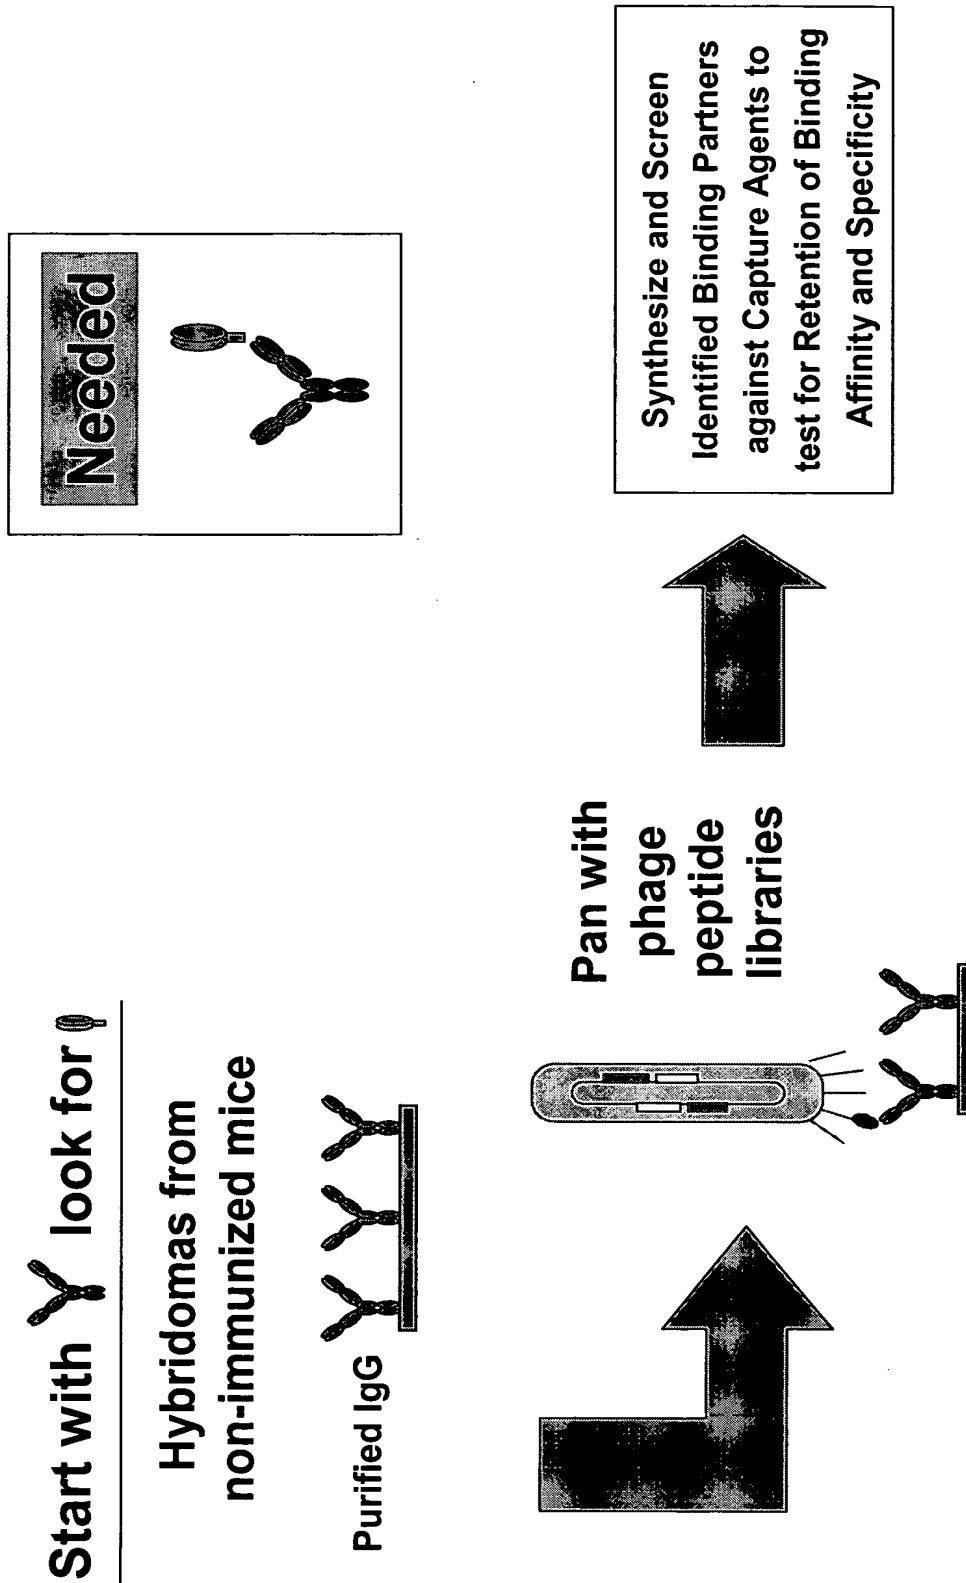 Start with look for
Hybridomas from
non-immunized mice
Purified IgG
Needed
Pan with
phage
peptide
libraries
Synthesize and Screen
Identified Binding Partners
against Capture Agents to
test for Retention of Binding
Affinity and Specificity